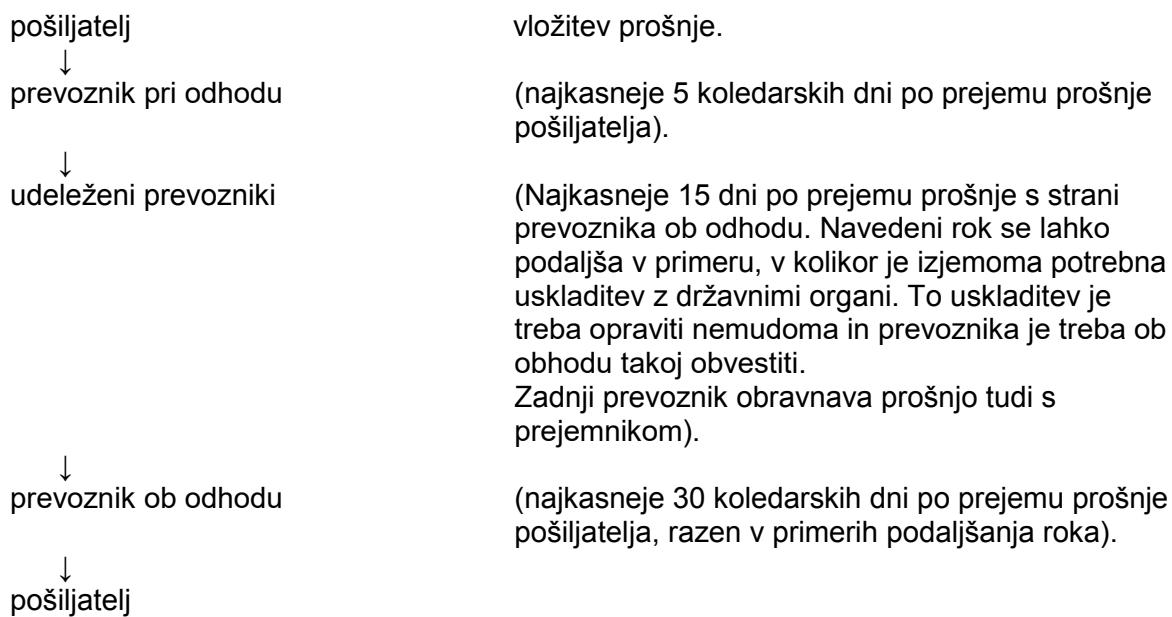 pošiljatelj vložitev prošnje.
↓
prevoznik pri odhodu (najkasneje 5 koledarskih dni po prejemu prošnje
pošiljatelja).
↓
udeleženi prevozniki (Najkasneje 15 dni po prejemu prošnje s strani
prevoznika ob odhodu. Navedeni rok se lahko
podaljša v primeru, v kolikor je izjemoma potrebna
uskladitev z državnimi organi. To uskladitev je
treba opraviti nemudoma in prevoznika je treba ob
obhodu takoj obvestiti.
Zadnji prevoznik obravnava prošnjo tudi s
prejemnikom).
↓
prevoznik ob odhodu (najkasneje 30 koledarskih dni po prejemu prošnje
pošiljatelja, razen v primerih podaljšanja roka).
↓
pošiljatelj